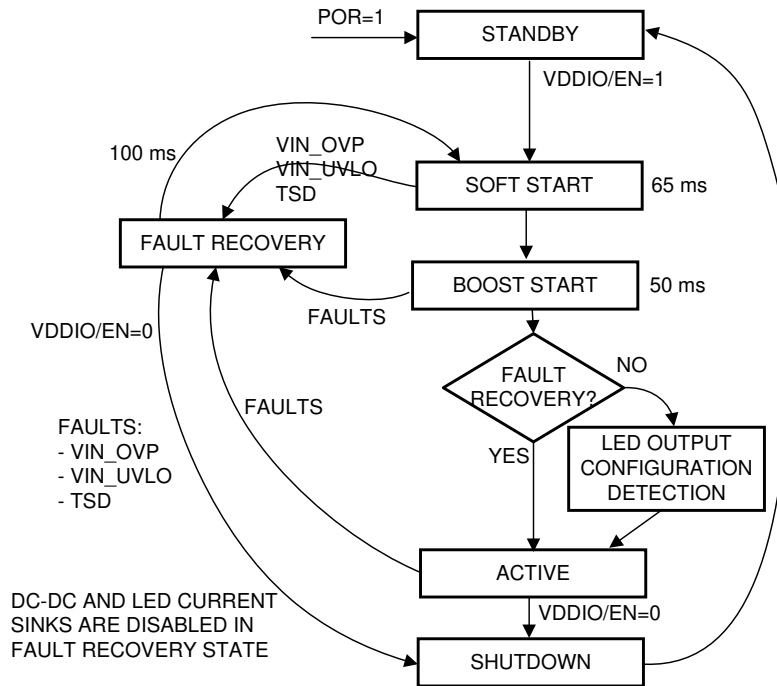 POR=1
STANDBY
VDDIO/EN=1
100 ms
VIN_OVP
VIN_UVLO
TSD
SOFT START
65 ms
FAULT RECOVERY
BOOST START
50 ms
FAULTS
VDDIO/EN=0
FAULT
RECOVERY?
NO
YES
FAULTS
LED OUTPUT
CONFIGURATION
DETECTION
FAULTS:
- VIN_OVP
- VIN_UVLO
- TSD
ACTIVE
VDDIO/EN=0
DC-DC AND LED CURRENT
SINKS ARE DISABLED IN
FAULT RECOVERY STATE
SHUTDOWN